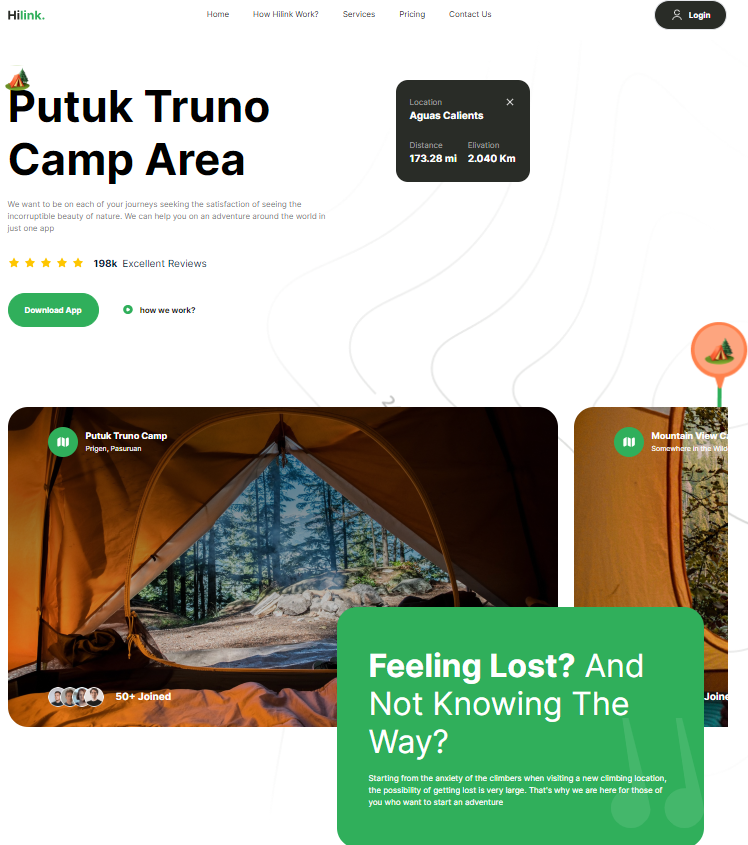 Hilink.
Home
How Hilink Work?
Services
Pricing
Contact Us
Login
Putuk Truno
Camp Area
We want to be on each of your journeys seeking the satisfaction of seeing the
incorruptible beauty of nature. We can help you on an adventure around the world in
just one app
198k Excellent Reviews
Download App
how we work?
Location
Aguas Calients
Distance
173.28 mi
Elivation
2.040 Km
2
Putuk Truno Camp
Prigen, Pasuruan
50+ Joined
Mountain View
Somewhere in the Wild
Feeling Lost? And
Not Knowing The
Way?
Starting from the anxiety of the climbers when visiting a new climbing location,
the possibility of getting lost is very large. That's why we are here for those of
you who want to start an adventure